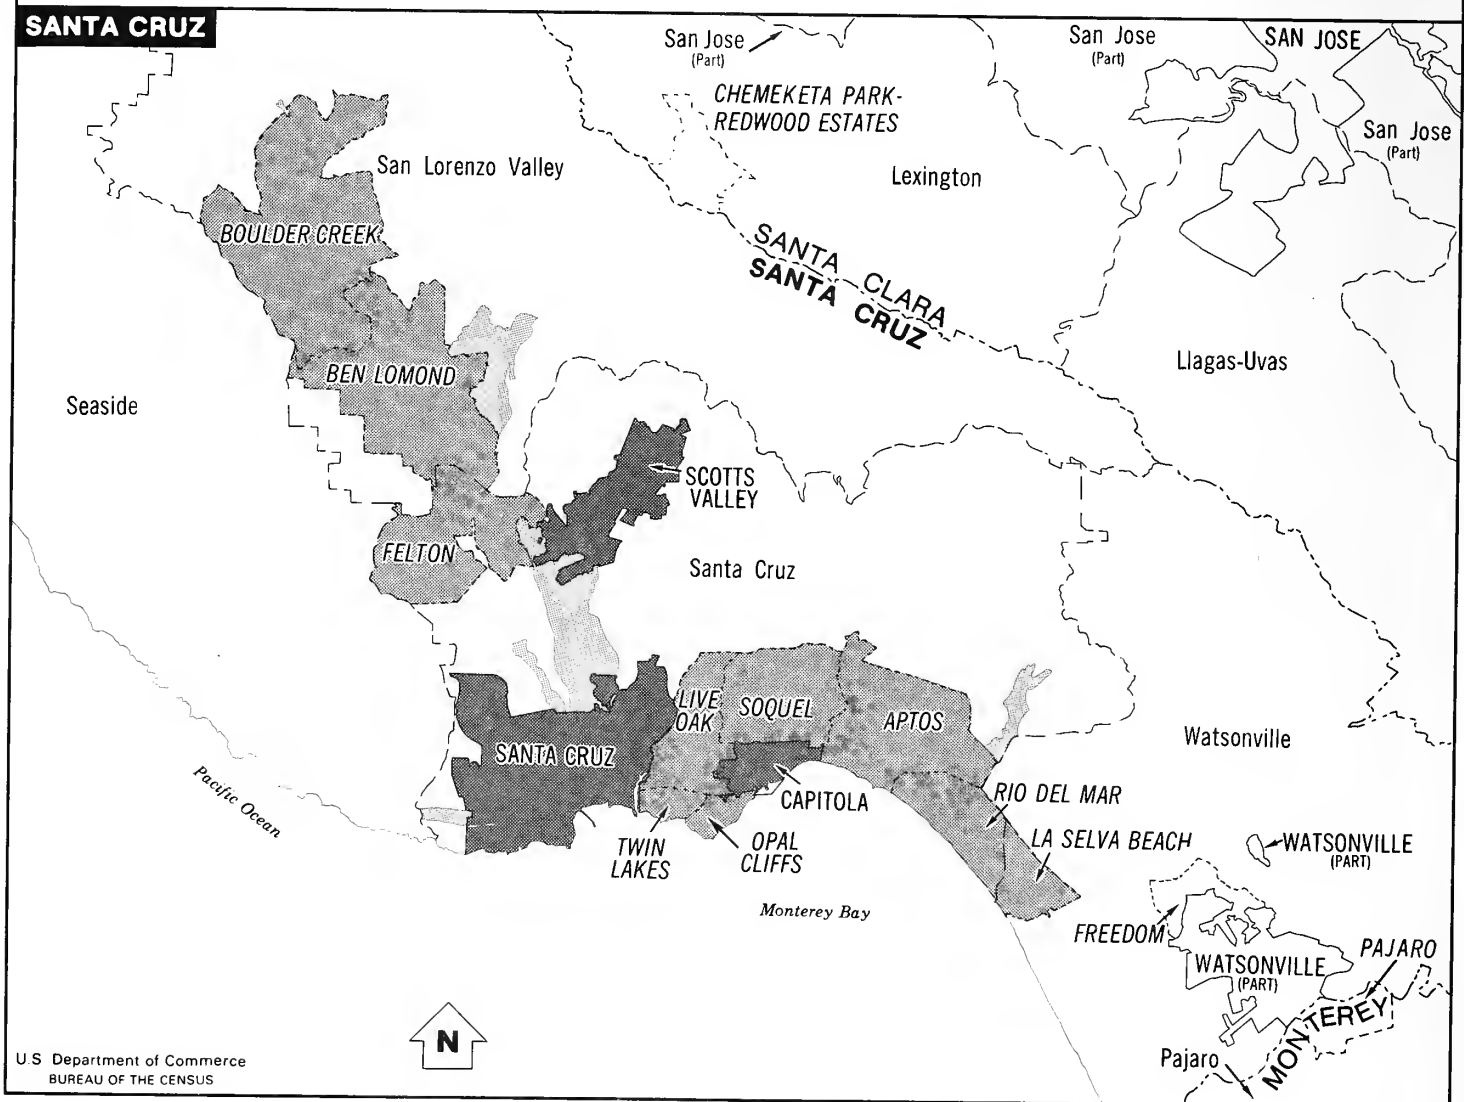 SANTA CRUZ
San Jose
(Part)
San Jose
(Part)
SAN JOSE
CHEMEKETA PARK-
REDWOOD ESTATES
San Jose
(Part)
San Lorenzo Valley
Lexington
BOULDER CREEK
SANTA CLARA
SANTA CRUZ
Llagas-Uvas
BEN LOMOND
Seaside
SCOTTS
VALLEY
FELTON
Santa Cruz
LIVE
OAK
SOQUEL
APTOS
SANTA CRUZ
Watsonville
Pacific Ocean
CAPITOLA
RIO DEL MAR
TWIN
LAKES
OPAL
CLIFFS
LA SELVA BEACH
WATSONVILLE
(PART)
Monterey Bay
FREEDOM
PAJARO
WATSONVILLE
(PART)
MONTEREY
N
Pajaro
U.S Department of Commerce
BUREAU OF THE CENSUS